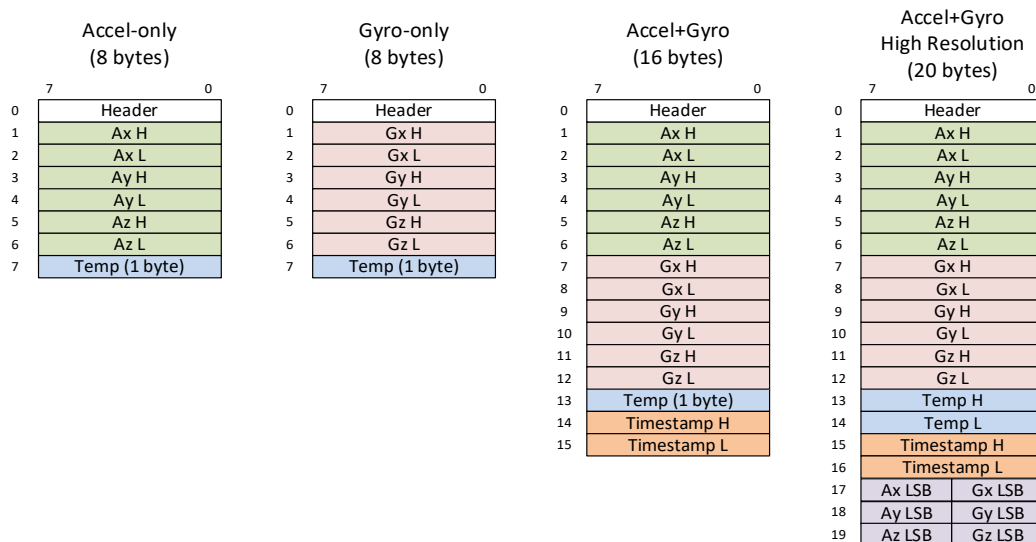 Accel-only
(8 bytes)
7 0
0 Header
1 Ax H
2 Ax L
3 Ay H
4 Ay L
5 Az H
6 Az L
7 Temp (1 byte)
Gyro-only
(8 bytes)
7 0
0 Header
1 Gx H
2 Gx L
3 Gy H
4 Gy L
5 Gz H
6 Gz L
7 Temp (1 byte)
Accel+Gyro
(16 bytes)
7 0
0 Header
1 Ax H
2 Ax L
3 Ay H
4 Ay L
5 Az H
6 Az L
7 Gx H
8 Gx L
9 Gy H
10 Gy L
11 Gz H
12 Gz L
13 Temp (1 byte)
14 Timestamp H
15 Timestamp L
Accel+Gyro
High Resolution
(20 bytes)
7 0
0 Header
1 Ax H
2 Ax L
3 Ay H
4 Ay L
5 Az H
6 Az L
7 Gx H
8 Gx L
9 Gy H
10 Gy L
11 Gz H
12 Gz L
13 Temp H
14 Temp L
15 Timestamp H
16 Timestamp L
17 Ax LSB Gx LSB
18 Ay LSB Gy LSB
19 Az LSB Gz LSB